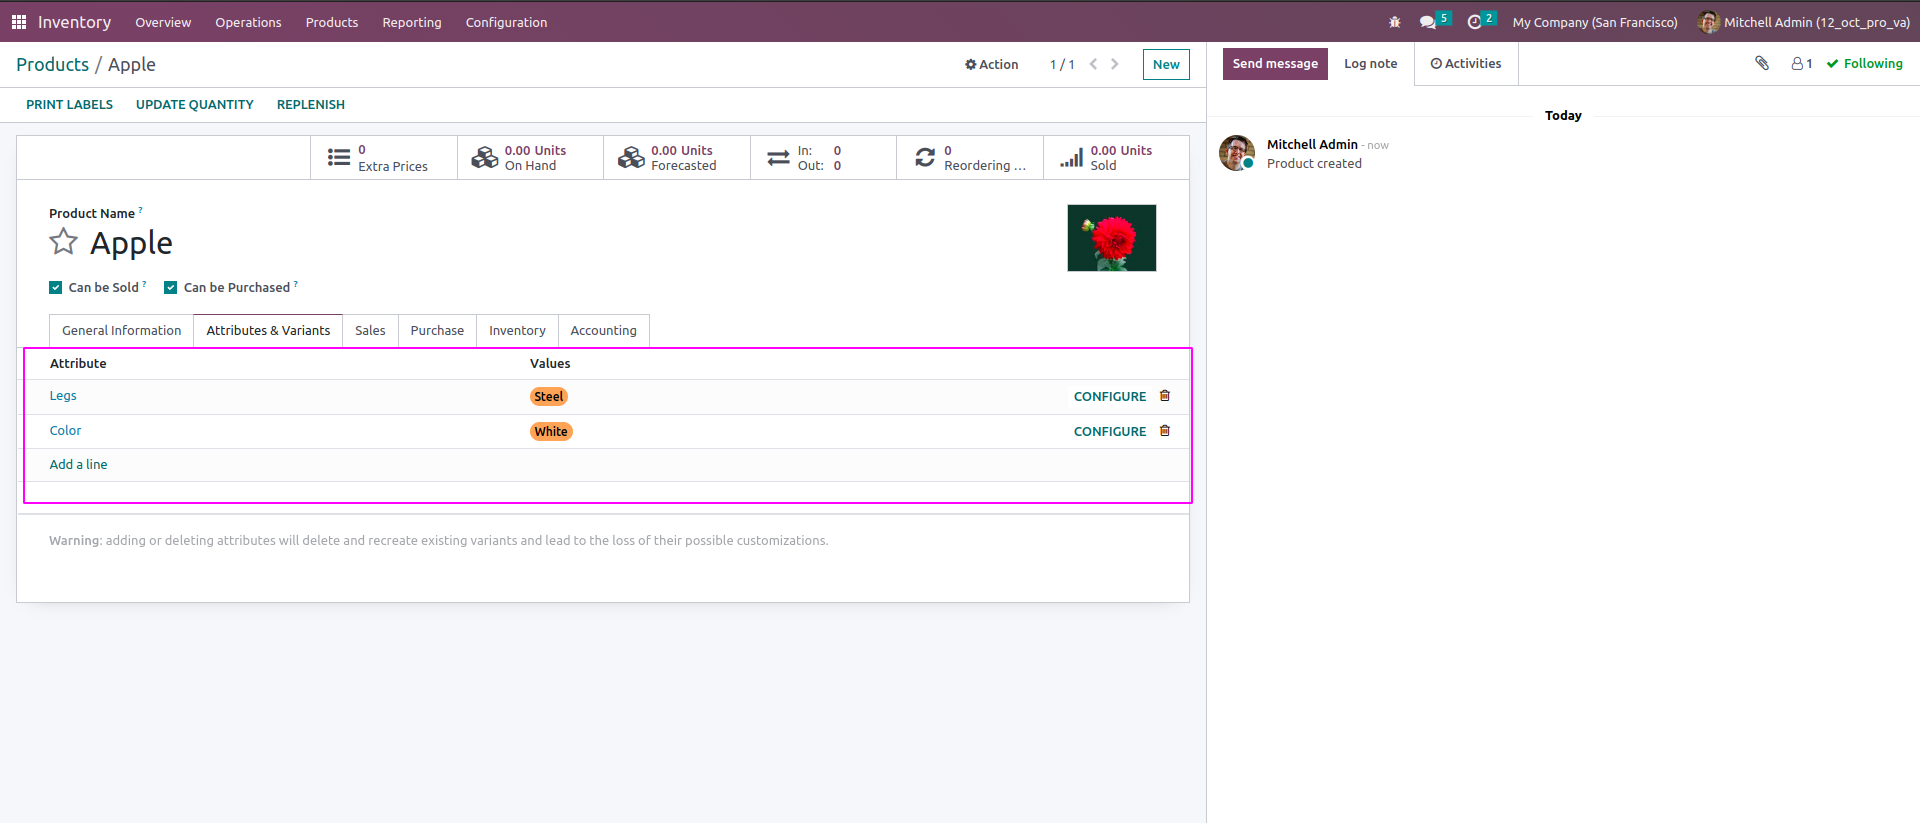 Inventory Overview Operations Products Reporting Configuration 5 2 My Company (San Francisco) Mitchell Admin (12_oct_pro_va)
Products / Apple Action 1 / 1 New
PRINT LABELS UPDATE QUANTITY REPLENISH
0
Extra Prices
0.00 Units
On Hand
0.00 Units
Forecasted
In: 0
Out: 0
0
Reordering ...
0.00 Units
Sold
Product Name ?
Apple
Can be Sold ? Can be Purchased ?
General Information Attributes & Variants Sales Purchase Inventory Accounting
Attribute Values
Legs Steel CONFIGURE
Color White CONFIGURE
Add a line
Warning: adding or deleting attributes will delete and recreate existing variants and lead to the loss of their possible customizations.
Send message Log note Activities 1 Following
Today
Mitchell Admin - now
Product created